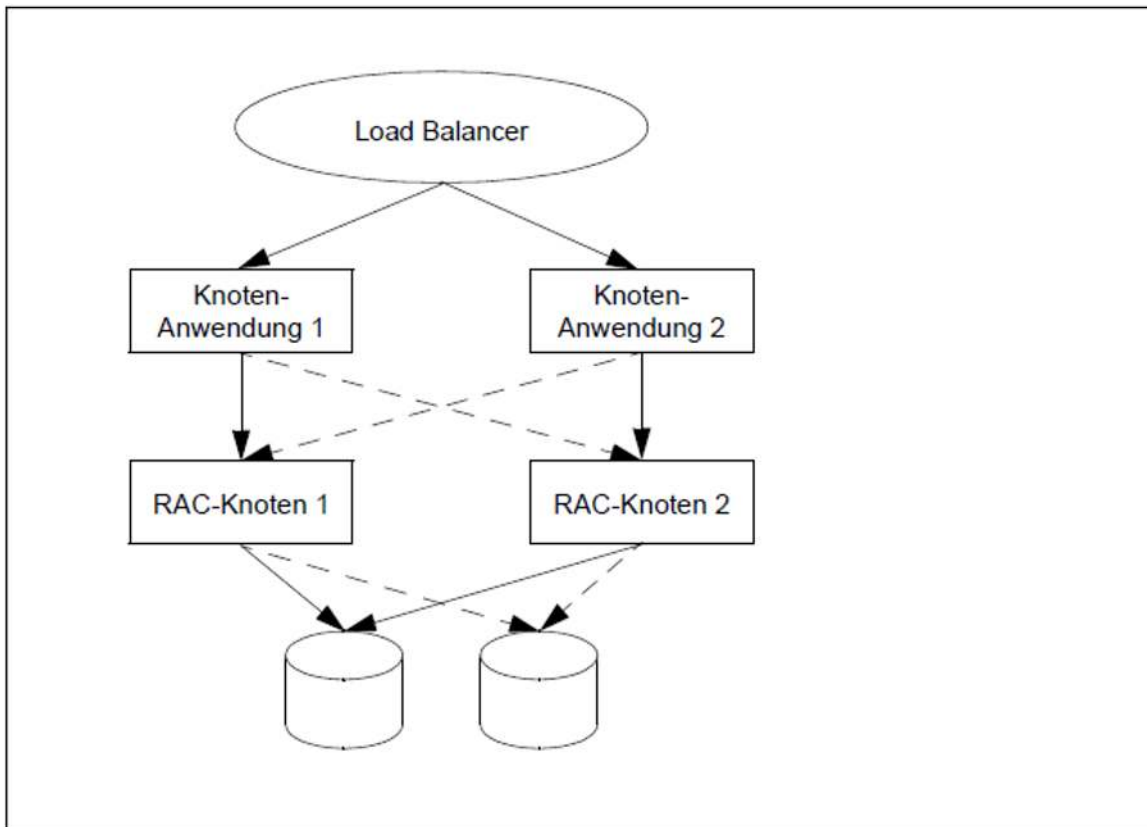 Load Balancer
Knoten-
Anwendung 1
Knoten-
Anwendung 2
RAC-Knoten 1
RAC-Knoten 2